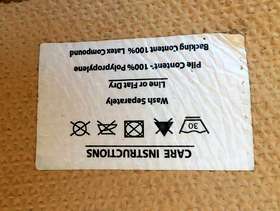 CARE INSTRUCTIONS
30
Wash Separately
Line or Flat Dry
Pile Content- 100% Polypropylene
Backing Content 100% Latex Compound